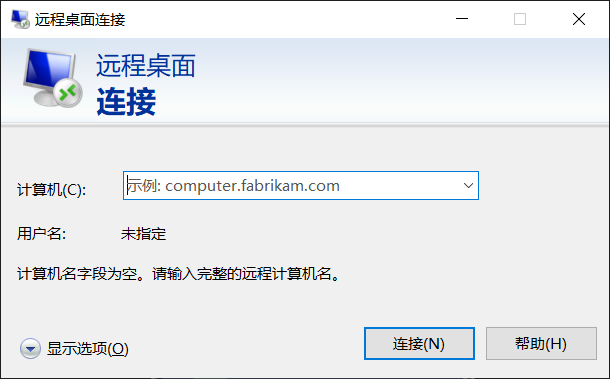 远程桌面连接
远程桌面
连接
计算机(C):
示例: computer.fabrikam.com
用户名:
未指定
计算机名字段为空。请输入完整的远程计算机名。
显示选项(O)
连接(N)
帮助(H)